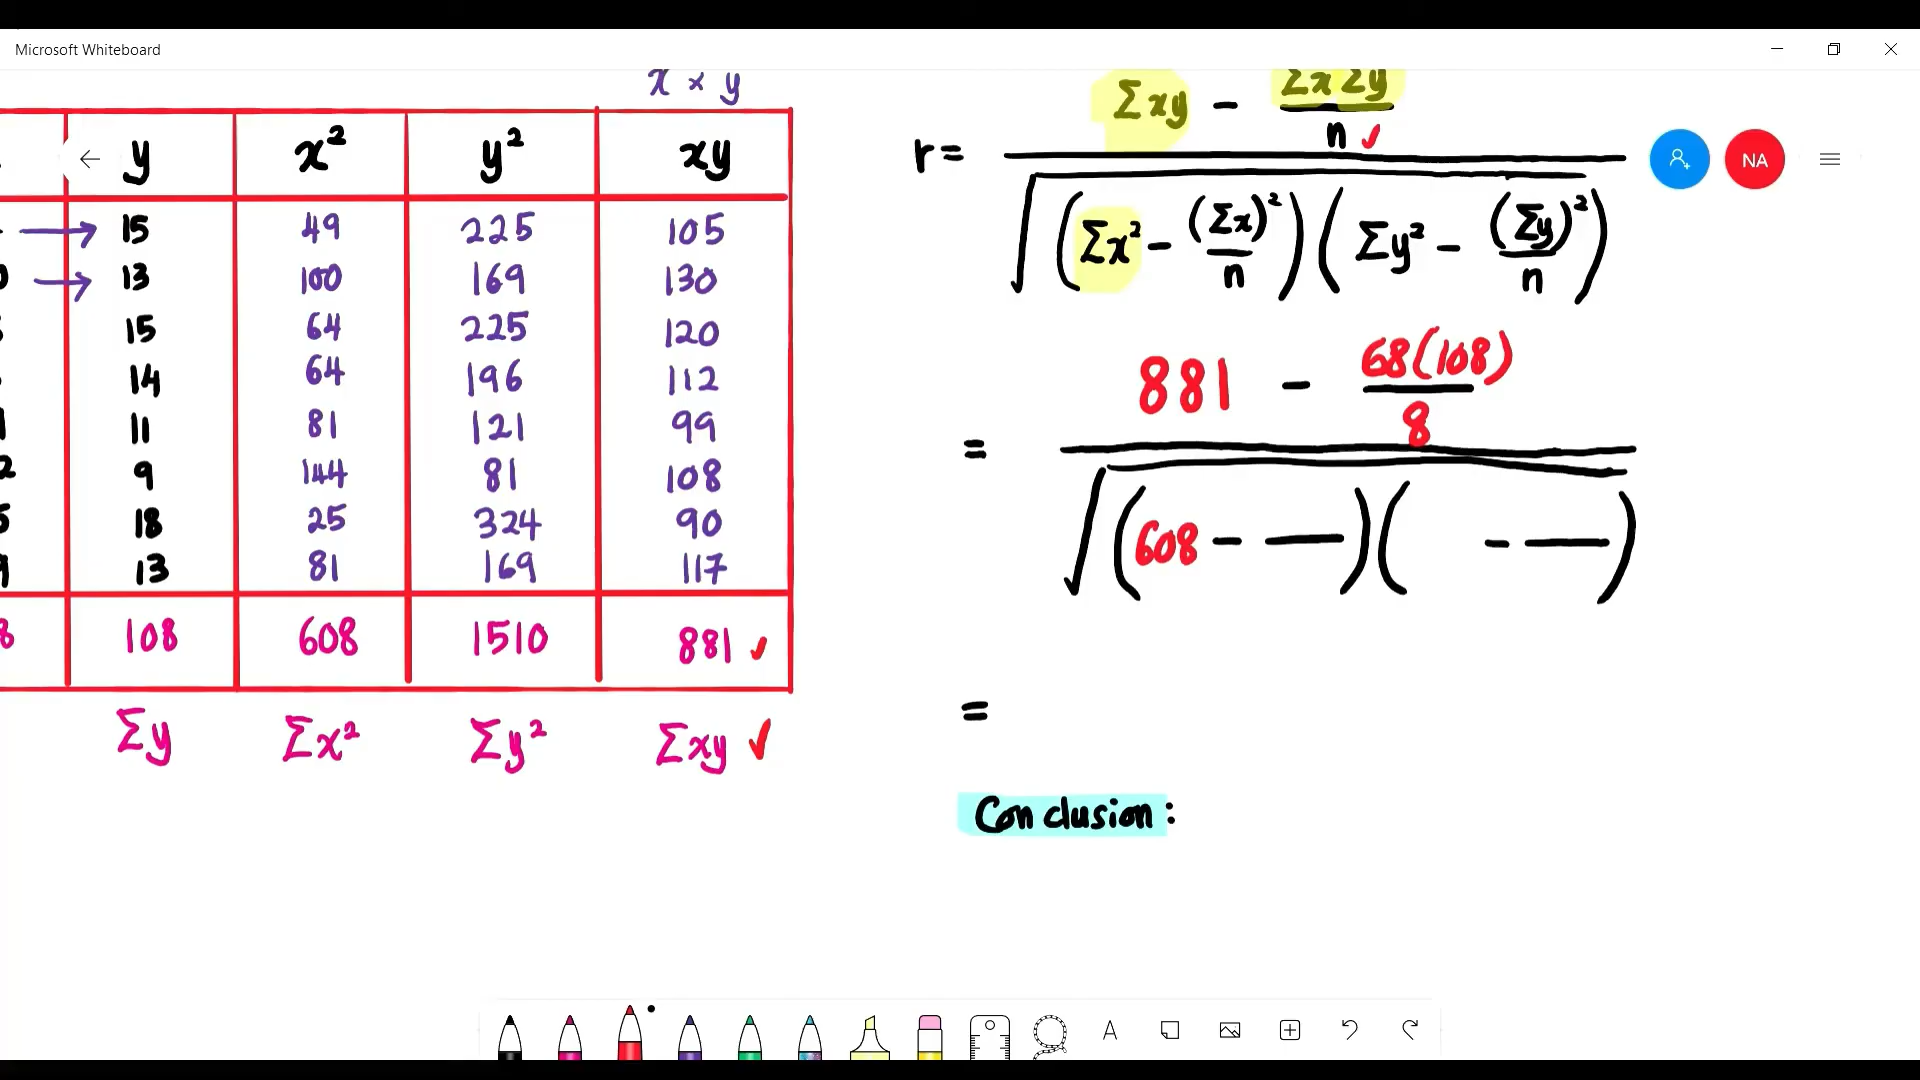 Microsoft Whiteboard
x × y
y x² y² xy
15 49 225 105
13 100 169 130
15 64 225 120
14 64 196 112
11 81 121 99
9 144 81 108
18 25 324 90
13 81 169 117
108 608 1510 881 ✓
Σy Σx² Σy² Σxy ✓
Σxy - Σx Σy
n ✓
r =
√ (Σx² - (Σx)²/n) (Σy² - (Σy)²/n)
NA
881 - 68(108)
8
=
√ (608 - —) ( - —)
=
Conclusion: